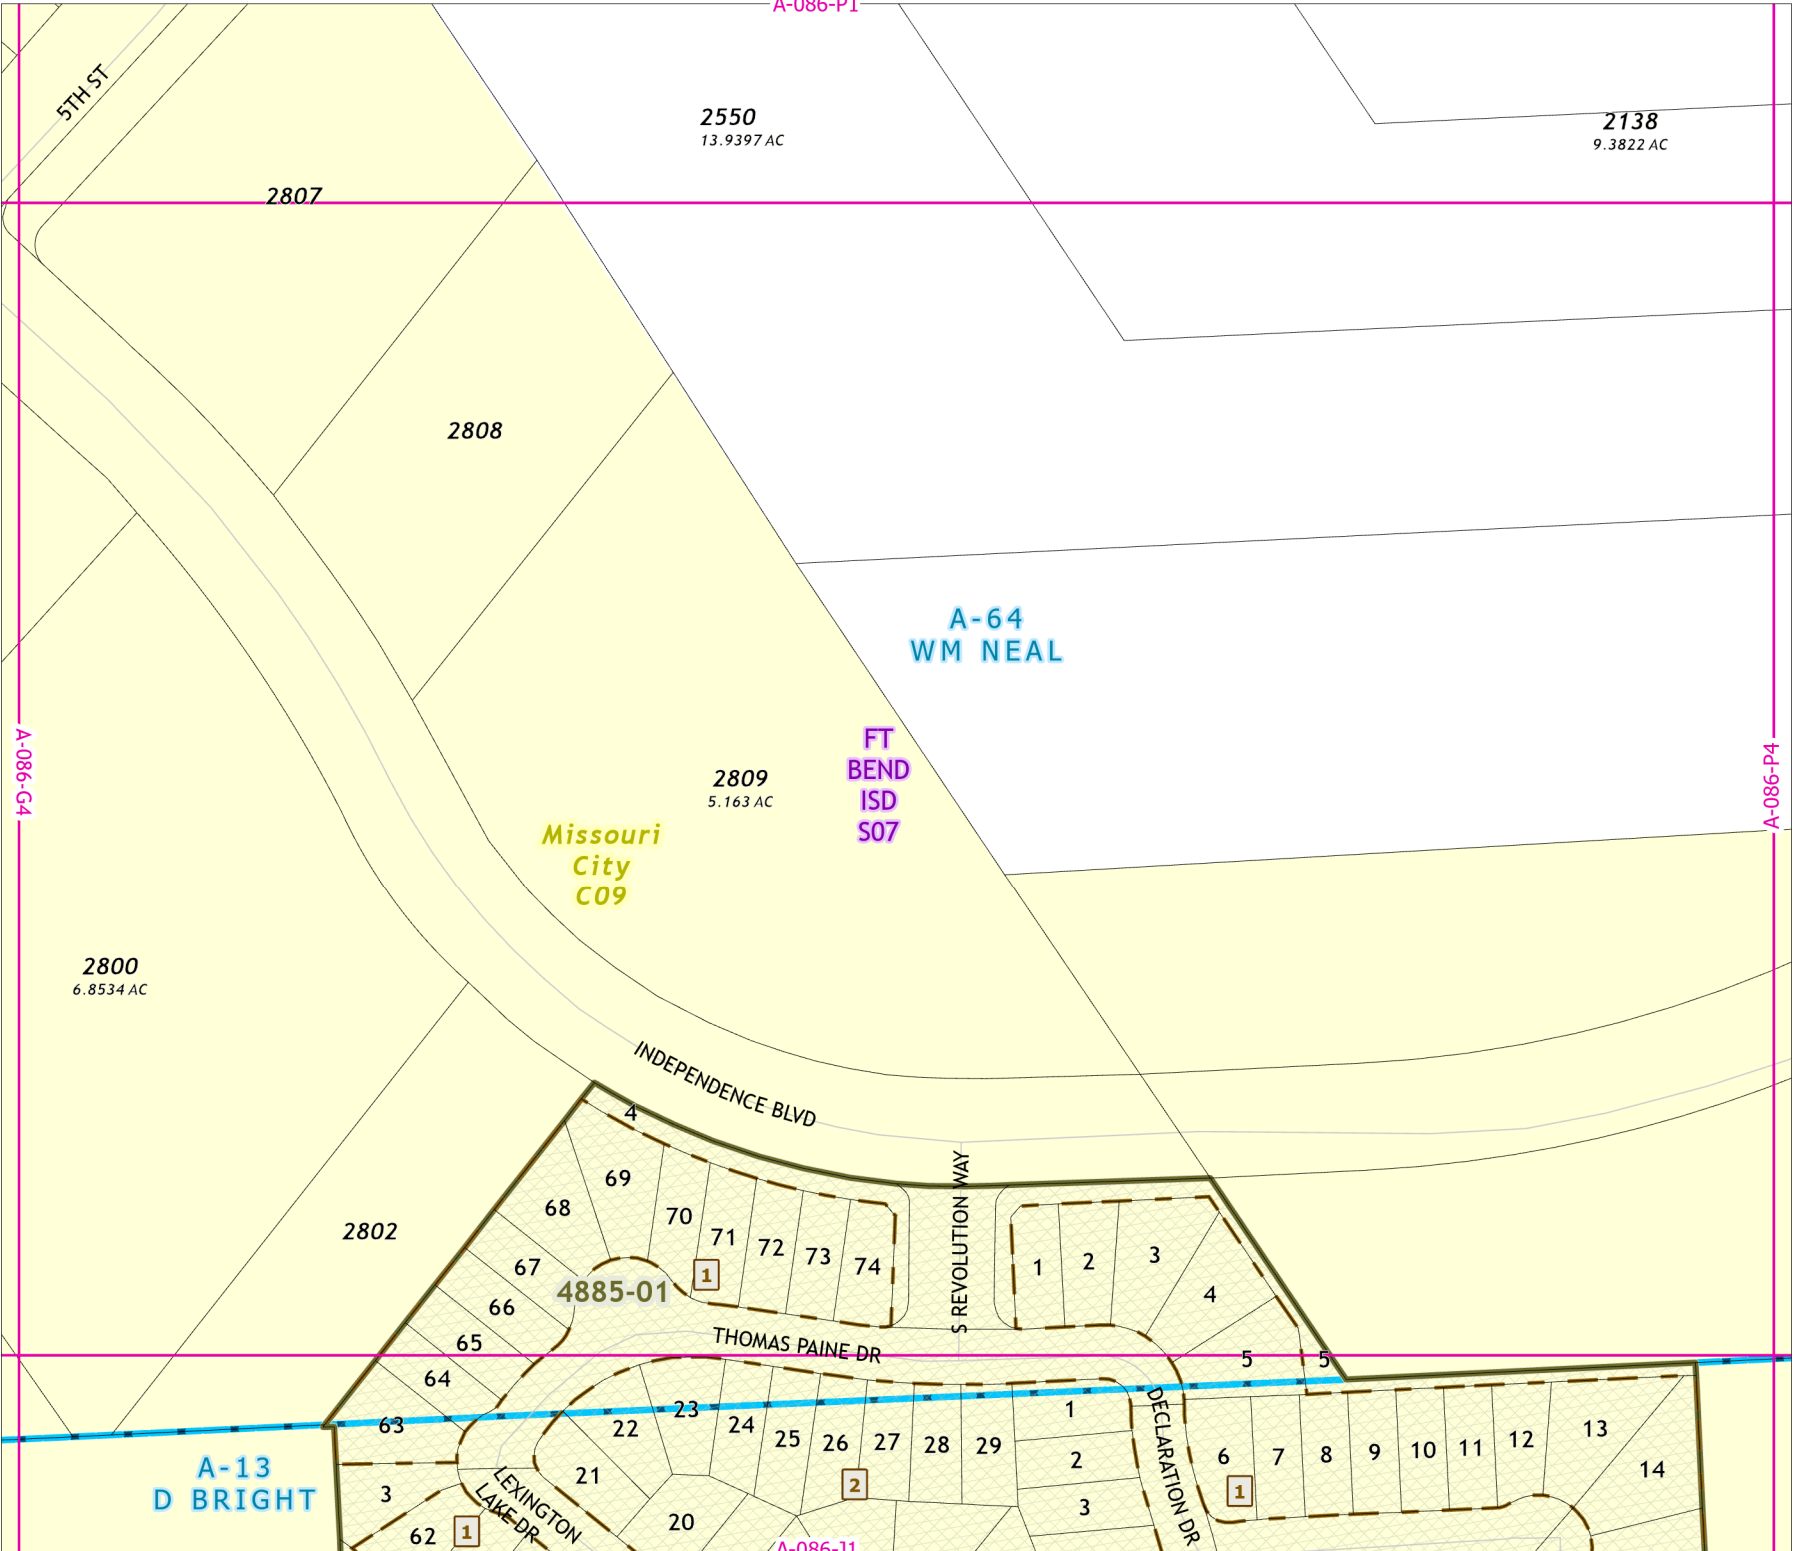 A-086-P1
5TH ST
2550
13.9397 AC
2138
9.3822 AC
2807
2808
A-64
WM NEAL
FT
BEND
ISD
S07
A-086-G4
A-086-P4
2809
5.163 AC
Missouri
City
C09
2800
6.8534 AC
INDEPENDENCE BLVD
4
69
68
70
71
72
73
74
S REVOLUTION WAY
1
2
3
4
2802
67
1
4885-01
66
65
THOMAS PAINE DR
5
5
64
63
23
22
24
25
26
27
28
29
1
2
3
DECLARATION DR
6
7
8
9
10
11
12
13
14
A-13
D BRIGHT
21
2
1
3
LEXINGTON
LAKE DR
62
1
20
A-086-J1